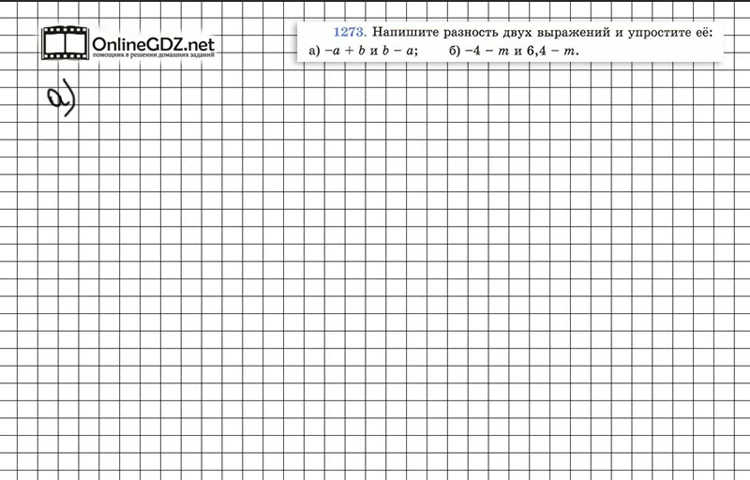 OnlineGDZ.net
помощник в решении домашних заданий
1273. Напишите разность двух выражений и упростите её:
а) −a + b и b − a; б) −4 − m и 6,4 − m.
а)